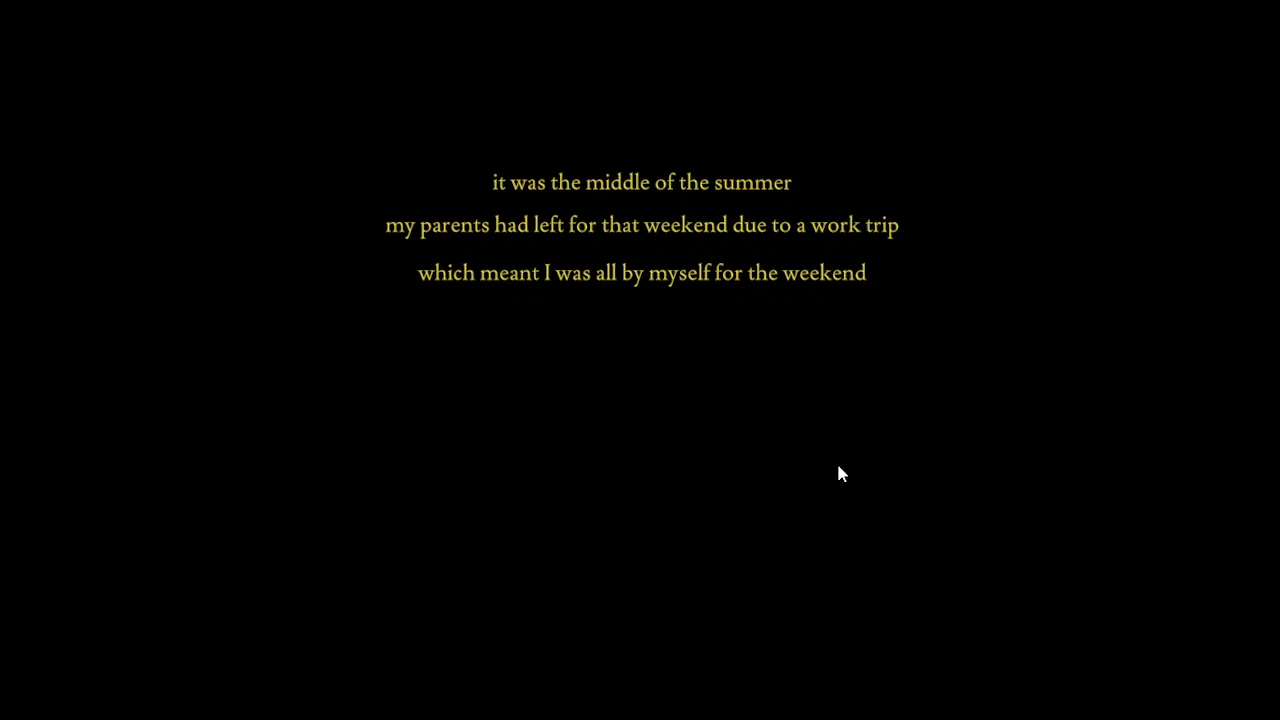 it was the middle of the summer
my parents had left for that weekend due to a work trip
which meant I was all by myself for the weekend